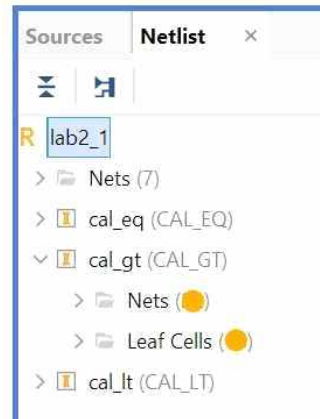 Sources Netlist ×
R lab2_1
> Nets (7)
> cal_eq (CAL_EQ)
cal_gt (CAL_GT)
> Nets ( )
> Leaf Cells ( )
> cal_lt (CAL_LT)